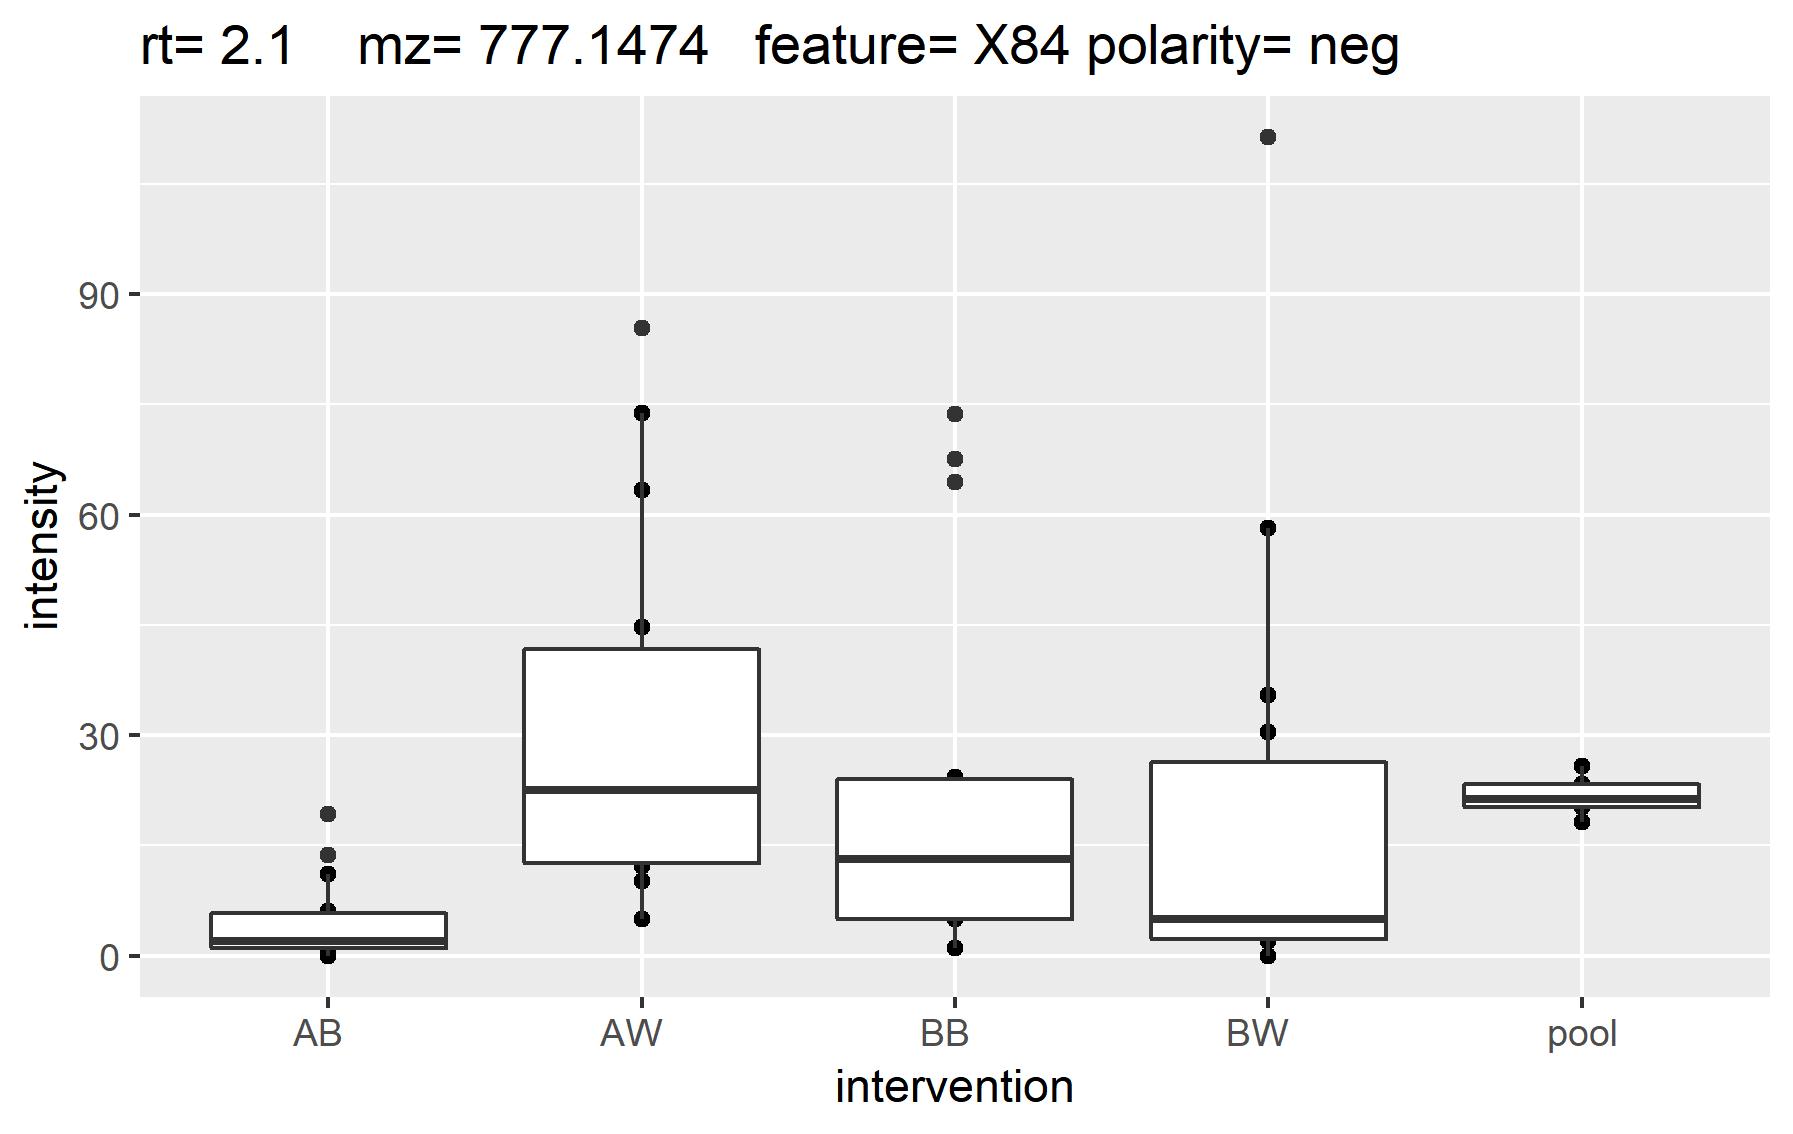 rt= 2.1 mz= 777.1474 feature= X84 polarity= neg
90
60
30
0
intensity
AB AW BB BW pool
intervention